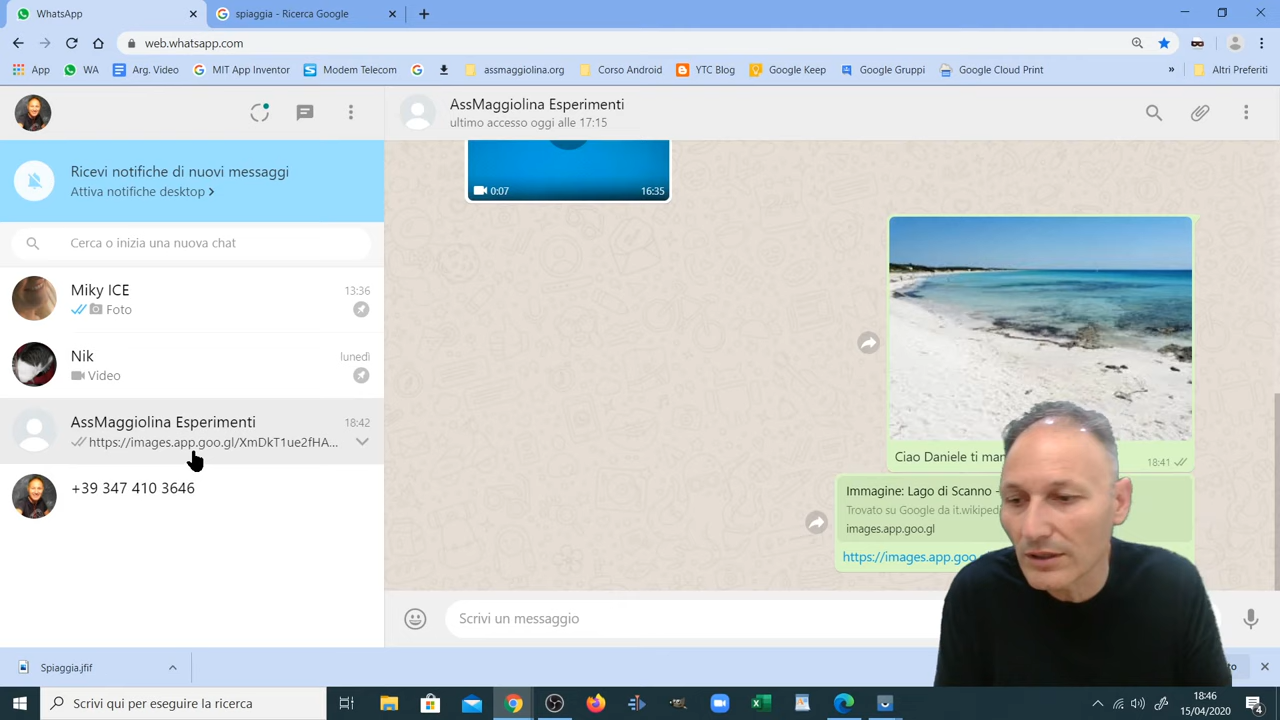 WhatsApp
spiaggia - Ricerca Google
web.whatsapp.com
App
WA
Arg. Video
MIT App Inventor
Modem Telecom
assmaggiolina.org
Corso Android
YTC Blog
Google Keep
Google Gruppi
Google Cloud Print
»
Altri Preferiti
AssMaggiolina Esperimenti
ultimo accesso oggi alle 17:15
Ricevi notifiche di nuovi messaggi
Attiva notifiche desktop >
Cerca o inizia una nuova chat
Miky ICE
13:36
Foto
Nik
lunedì
Video
AssMaggiolina Esperimenti
18:42
https://images.app.goo.gl/XmDkT1ue2fHA...
+39 347 410 3646
0:07
16:35
Ciao Daniele ti
18:41
Immagine: Lago di Scanno -
Trovato su Google da
images.app.goo.gl
https://images.app.goo
Scrivi un messaggio
Spiaggia.jfif
Scrivi qui per eseguire la ricerca
18:46
15/04/2020
4